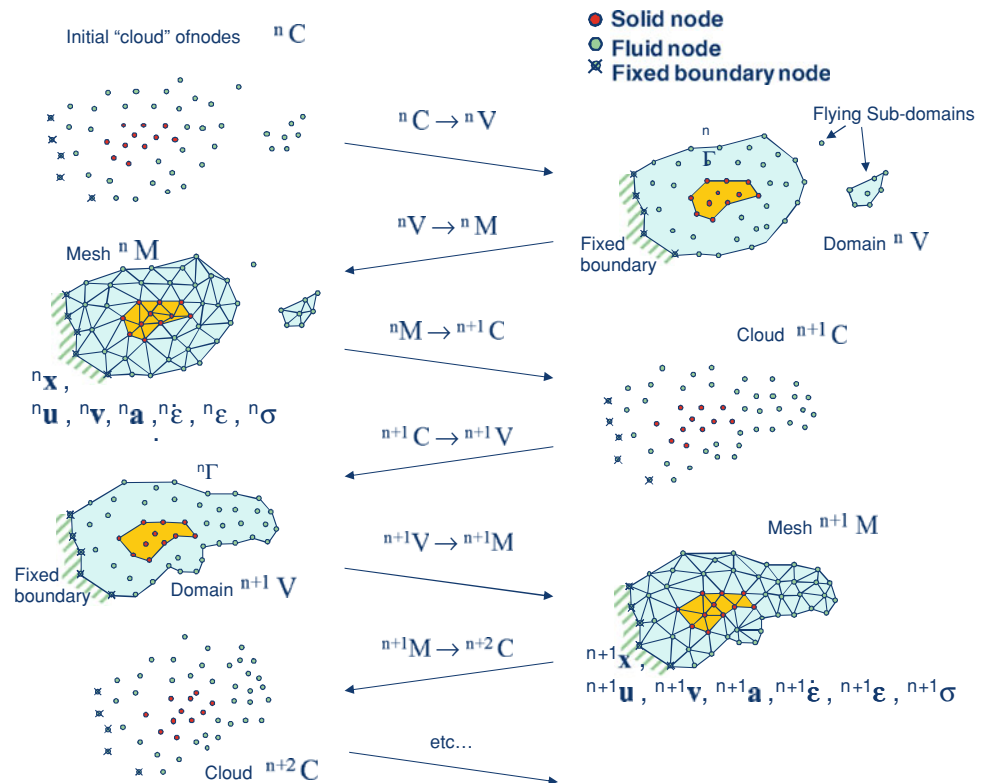 Initial "cloud" ofnodes ⁿC
Solid node
Fluid node
Fixed boundary node
ⁿC → ⁿV
n
Γ
Flying Sub-domains
Fixed
boundary
Domain ⁿV
ⁿV → ⁿM
Mesh ⁿM
ⁿx ,
ⁿu , ⁿv, ⁿa , ⁿε̇ , ⁿε , ⁿσ
ⁿM → ⁿ⁺¹C
Cloud ⁿ⁺¹C
ⁿ⁺¹C → ⁿ⁺¹V
ⁿΓ
Fixed
boundary
Domain ⁿ⁺¹V
ⁿ⁺¹V → ⁿ⁺¹M
Mesh ⁿ⁺¹M
ⁿ⁺¹x ,
ⁿ⁺¹u , ⁿ⁺¹v, ⁿ⁺¹a , ⁿ⁺¹ε̇ , ⁿ⁺¹ε , ⁿ⁺¹σ
ⁿ⁺¹M → ⁿ⁺²C
Cloud ⁿ⁺²C
etc…